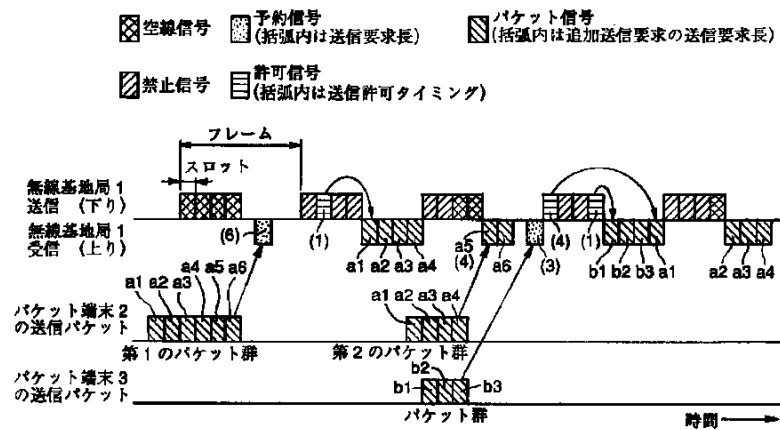 空線信号
予約信号
(括弧内は送信要求長)
パケット信号
(括弧内は追加送信要求の送信要求長)
禁止信号
許可信号
(括弧内は送信許可タイミング)
フレーム
スロット
無線基地局1
送信 (下り)
無線基地局1
受信 (上り)
(6)
(1)
a5
(4)
a6
(3)
(4)
(1)
a1 a2 a3 a4
b1 b2 b3 a1
a2 a3 a4
a1 a2 a3 a4 a5 a6
a1 a2 a3 a4
パケット端末2
の送信パケット
第1のパケット群
第2のパケット群
パケット端末3
の送信パケット
b1 b2 b3
パケット群
時間